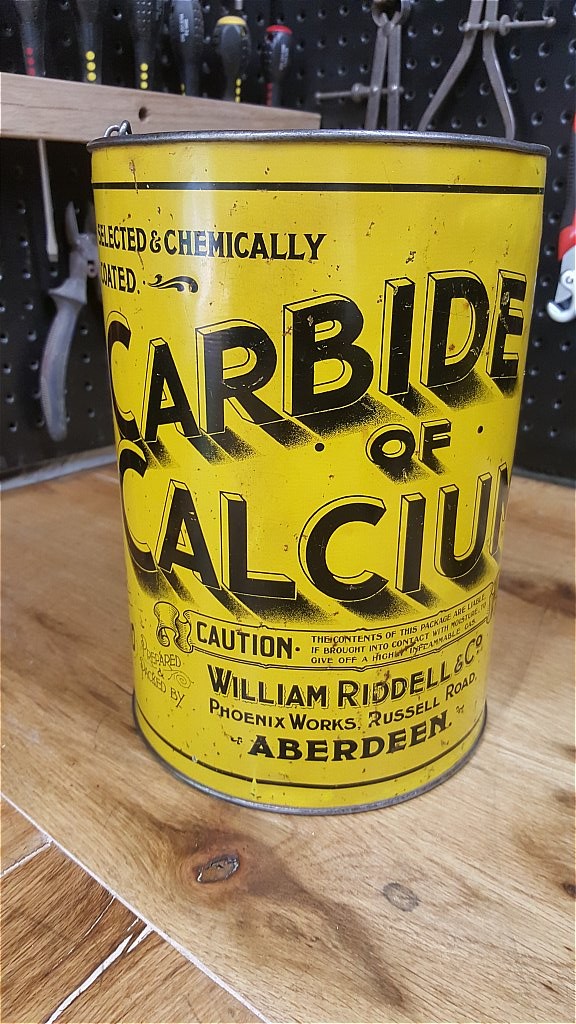 SELECTED & CHEMICALLY
COATED.
CARBIDE
OF
CALCIUM
CAUTION. THE CONTENTS OF THIS PACKAGE ARE LIABLE,
IF BROUGHT INTO CONTACT WITH MOISTURE, TO
GIVE OFF A HIGHLY INFLAMMABLE GAS.
PREPARED
& PACKED BY
WILLIAM RIDDELL & CO.
PHOENIX WORKS, RUSSELL ROAD,
ABERDEEN.